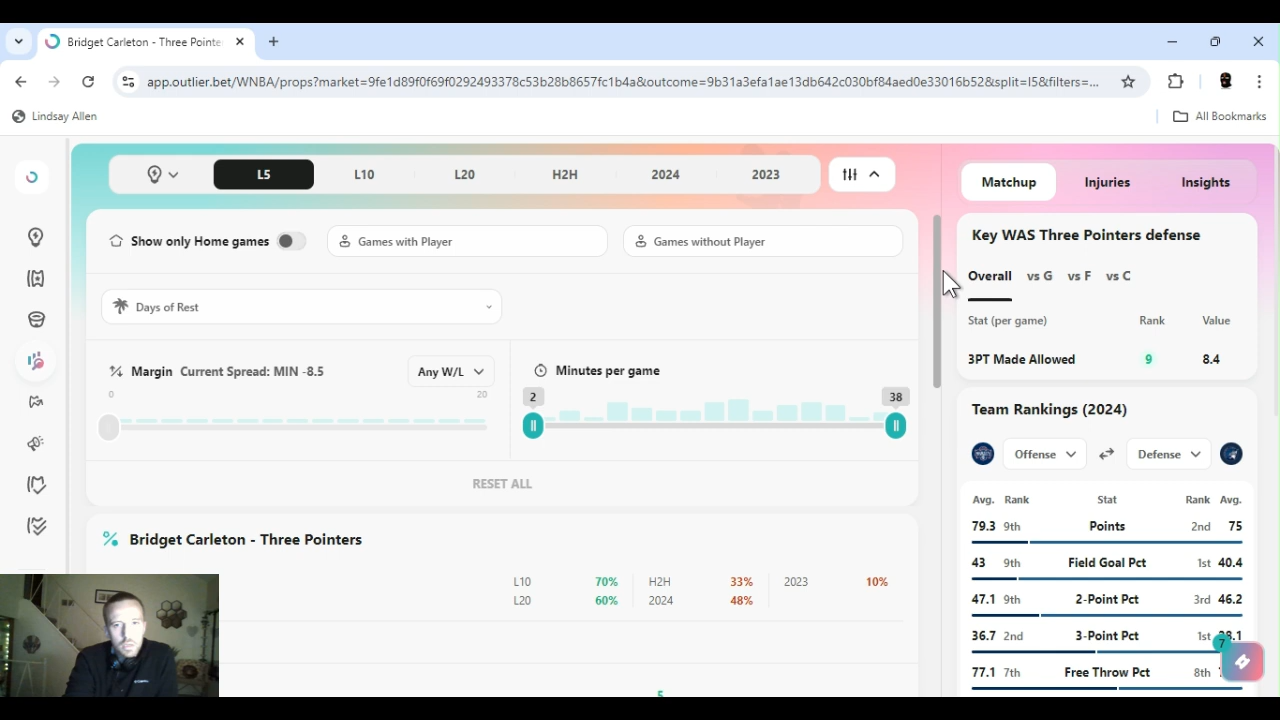 Bridget Carleton - Three Pointe
app.outlier.bet/WNBA/props?market=9fe1d89f0f69f0292493378c53b28b8657fc1b4a&outcome=9b31a3efa1ae13db642c030bf84aed0e33016b52&split=l5&filters=...
Lindsay Allen
All Bookmarks
L5 L10 L20 H2H 2024 2023
Show only Home games
Games with Player
Games without Player
Days of Rest
Margin Current Spread: MIN -8.5
Any W/L
0 20
Minutes per game
2 38
RESET ALL
Bridget Carleton - Three Pointers
L10 70% H2H 33% 2023 10%
L20 60% 2024 48%
5
Matchup Injuries Insights
Key WAS Three Pointers defense
Overall vs G vs F vs C
Stat (per game) Rank Value
3PT Made Allowed 9 8.4
Team Rankings (2024)
Offense Defense
Avg. Rank Stat Rank Avg.
79.3 9th Points 2nd 75
43 9th Field Goal Pct 1st 40.4
47.1 9th 2-Point Pct 3rd 46.2
36.7 2nd 3-Point Pct 1st 8.1
7
77.1 7th Free Throw Pct 8th